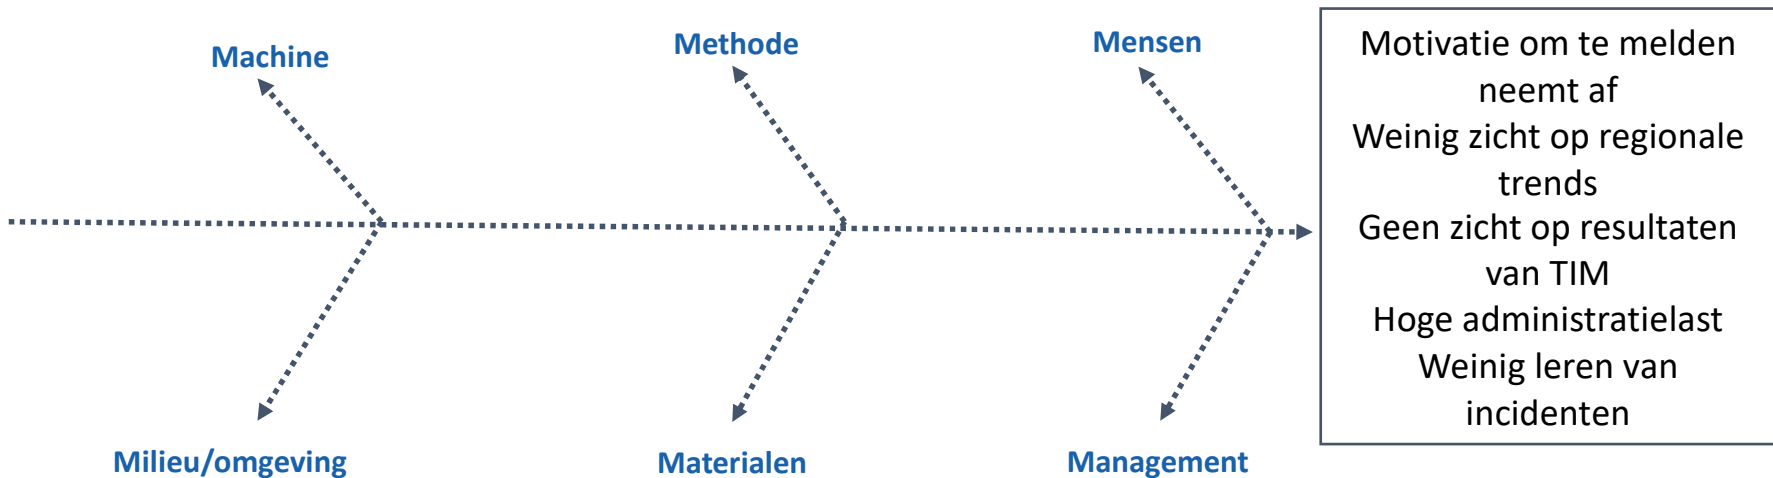 Machine
Methode
Mensen
Milieu/omgeving
Materialen
Management
Motivatie om te melden
neemt af
Weinig zicht op regionale
trends
Geen zicht op resultaten
van TIM
Hoge administratielast
Weinig leren van
incidenten